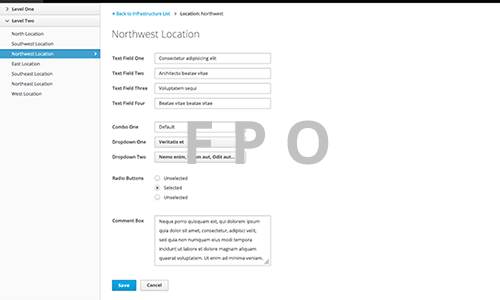 Level One
Level Two
North Location
Southwest Location
Northwest Location
East Location
Southeast Location
Northeast Location
West Location
Back to Infrastructure List > Location: Northwest
Northwest Location
Text Field One Consectetur adipisicing elit
Text Field Two Architecto beatae vitae
Text Field Three Voluptatem sequi
Text Field Four Beatae vitae beatae vitae
Combo One Default
Dropdown One Veritatis et
Dropdown Two Nemo enim, aut, Odit aut...
FPO
Radio Buttons Unselected
Selected
Unselected
Comment Box Neque porro quisquam est, qui dolorem ipsum
quia dolor sit amet, consectetur, adipisci velit,
sed quia non numquam eius modi tempora
incidunt ut labore et dolore magnam aliquam
quaerat voluptatem. Ut enim ad minima veniam,
Save Cancel